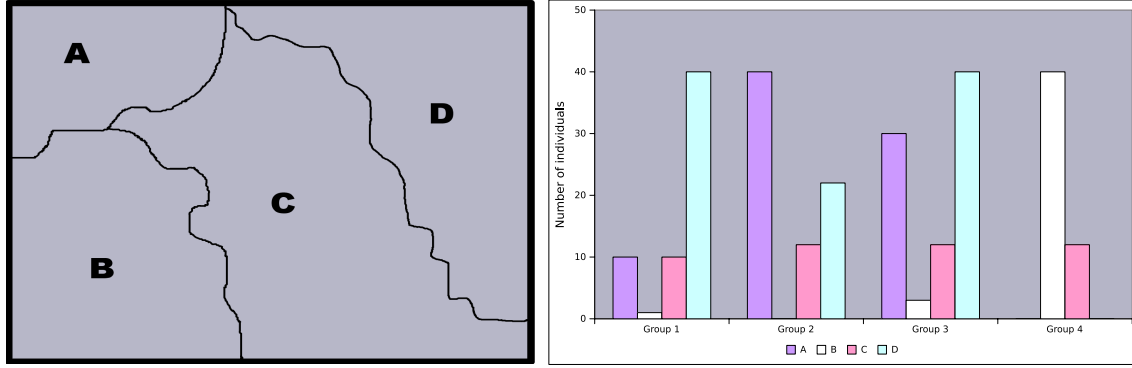 A
D
C
B
50
40
30
20
10
0
Number of individuals
Group 1 Group 2 Group 3 Group 4
A B C D